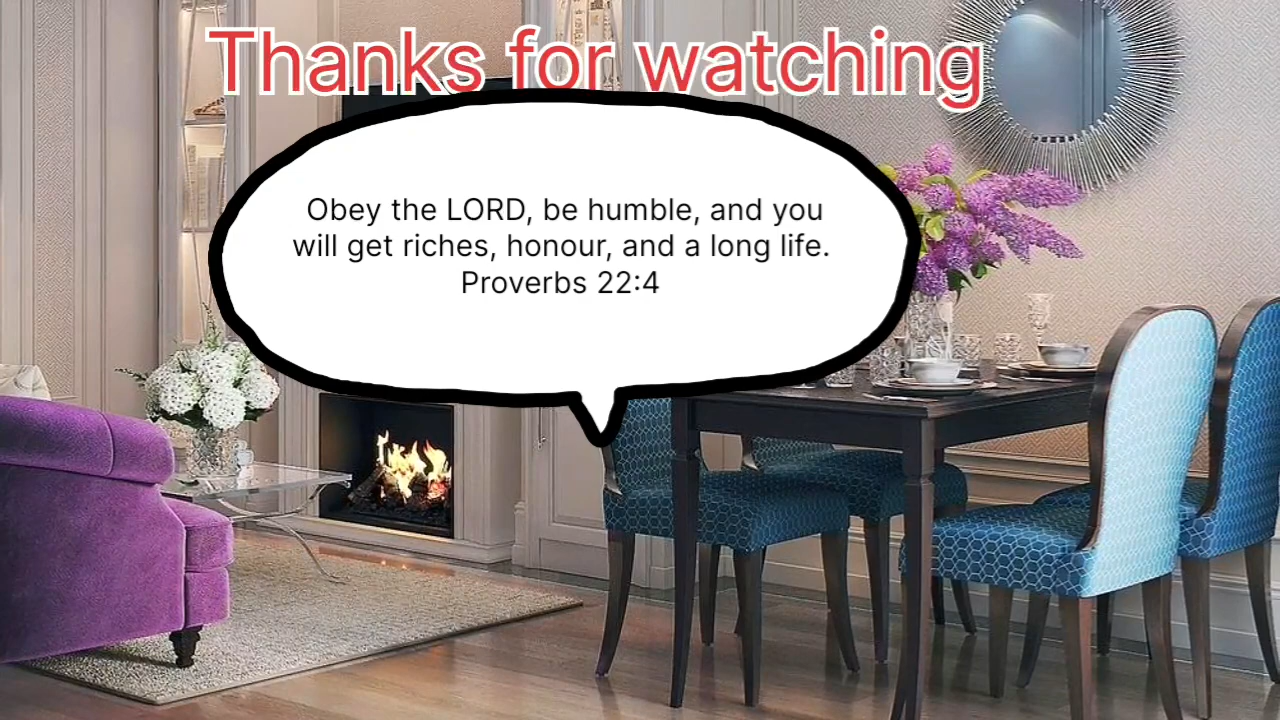 Thanks for watching
Obey the LORD, be humble, and you
will get riches, honour, and a long life.
Proverbs 22:4